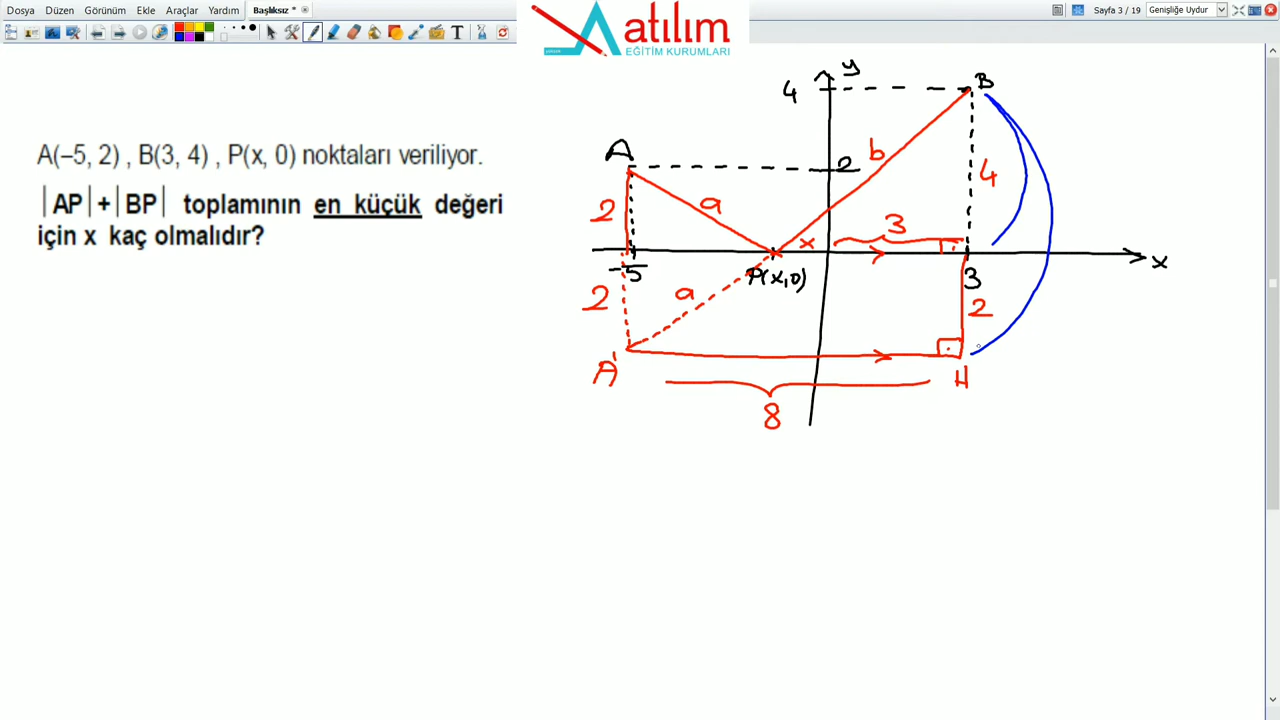 Dosya Düzen Görünüm Ekle Araçlar Yardım Başlıksız * Sayfa 3 / 19 Genişliğe Uydur
atılım
EĞİTİM KURUMLARI
A(–5, 2) , B(3, 4) , P(x, 0) noktaları veriliyor.
|AP|+|BP| toplamının en küçük değeri
için x kaç olmalıdır?
y
4
B
A
2
b
4
2
a
3
x
-5
P(x,0)
3
x
2
a
2
A'
H
8